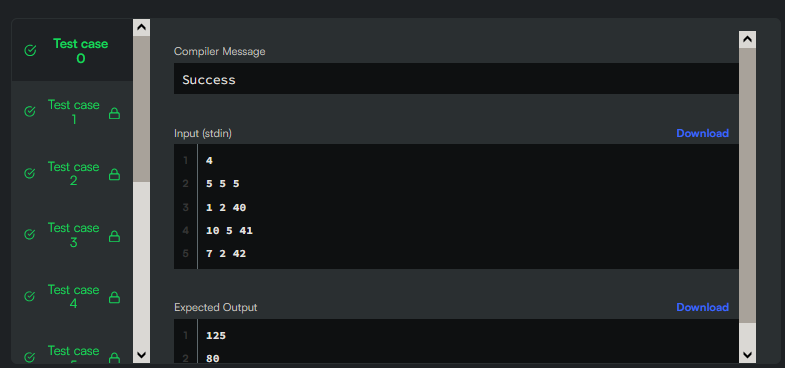 Test case
0
Test case
1
Test case
2
Test case
3
Test case
4
Test case
Compiler Message
Success
Input (stdin)
Download
1 4
2 5 5 5
3 1 2 40
4 10 5 41
5 7 2 42
Expected Output
Download
1 125
2 80